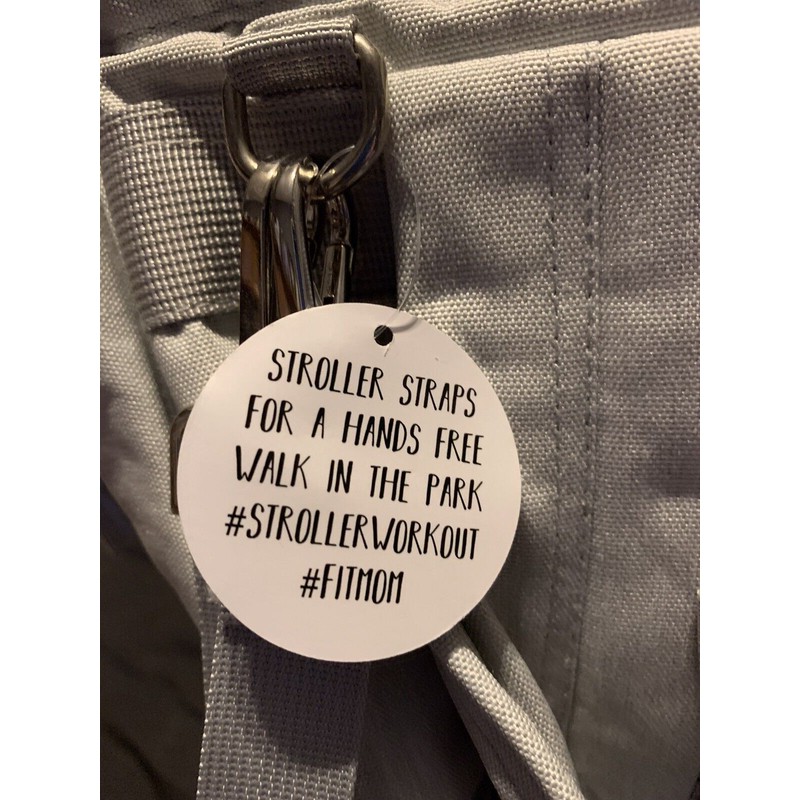 STROLLER STRAPS
FOR A HANDS FREE
WALK IN THE PARK
#STROLLERWORKOUT
#FITMOM